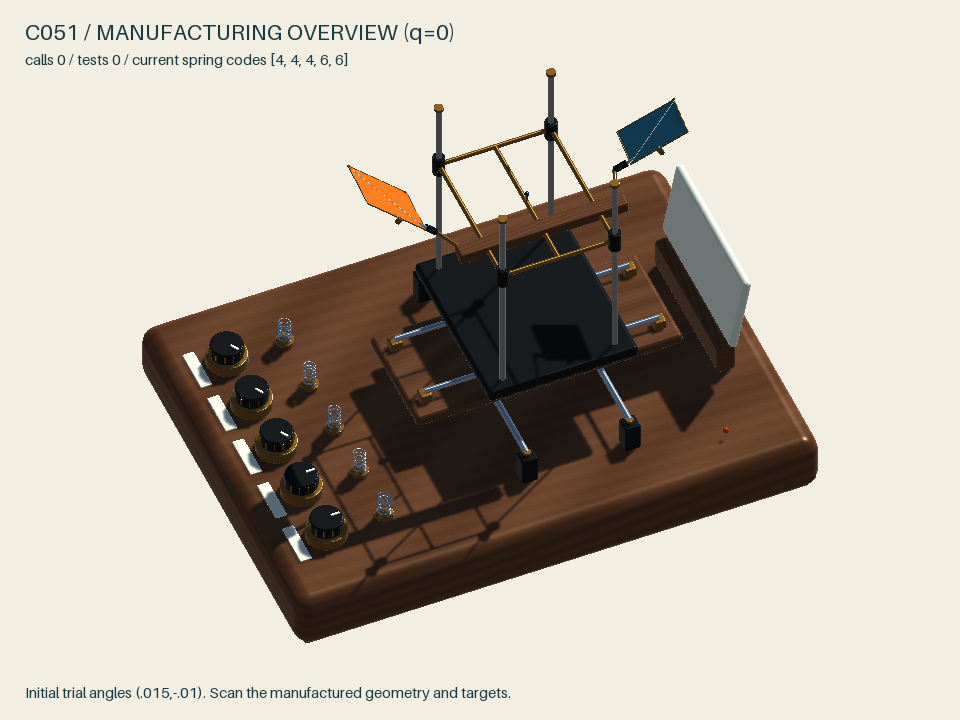 C051 / MANUFACTURING OVERVIEW (q=0)
calls 0 / tests 0 / current spring codes [4, 4, 4, 6, 6]
Initial trial angles (.015,-.01). Scan the manufactured geometry and targets.